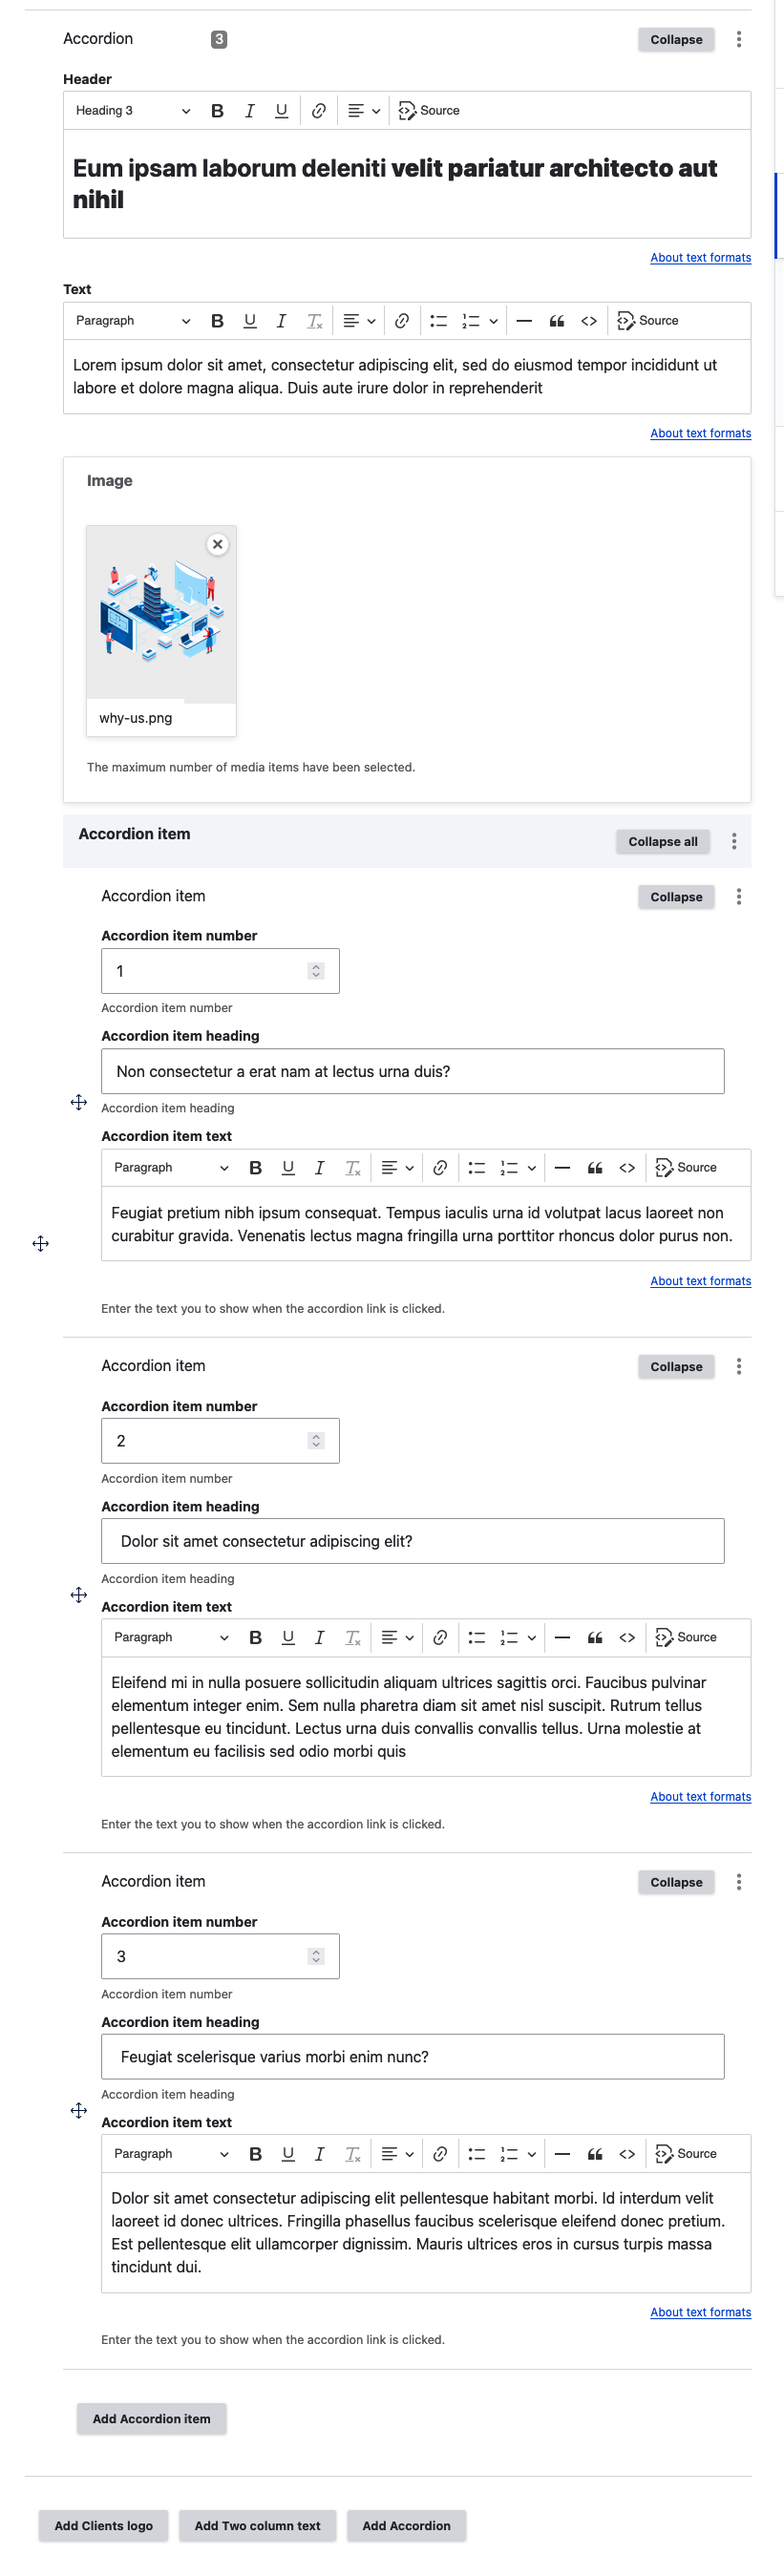 Accordion 3 Collapse
Header
Heading 3 B I U Source
Eum ipsam laborum deleniti velit pariatur architecto aut
nihil
About text formats
Text
Paragraph B U I Tx 1 2 Source
Lorem ipsum dolor sit amet, consectetur adipiscing elit, sed do eiusmod tempor incididunt ut
labore et dolore magna aliqua. Duis aute irure dolor in reprehenderit
About text formats
Image
why-us.png
The maximum number of media items have been selected.
Accordion item Collapse all
Accordion item Collapse
Accordion item number
1
Accordion item number
Accordion item heading
Non consectetur a erat nam at lectus urna duis?
Accordion item heading
Accordion item text
Paragraph B U I Tx 1 2 Source
Feugiat pretium nibh ipsum consequat. Tempus iaculis urna id volutpat lacus laoreet non
curabitur gravida. Venenatis lectus magna fringilla urna porttitor rhoncus dolor purus non.
About text formats
Enter the text you to show when the accordion link is clicked.
Accordion item Collapse
Accordion item number
2
Accordion item number
Accordion item heading
Dolor sit amet consectetur adipiscing elit?
Accordion item heading
Accordion item text
Paragraph B U I Tx 1 2 Source
Eleifend mi in nulla posuere sollicitudin aliquam ultrices sagittis orci. Faucibus pulvinar
elementum integer enim. Sem nulla pharetra diam sit amet nisl suscipit. Rutrum tellus
pellentesque eu tincidunt. Lectus urna duis convallis convallis tellus. Urna molestie at
elementum eu facilisis sed odio morbi quis
About text formats
Enter the text you to show when the accordion link is clicked.
Accordion item Collapse
Accordion item number
3
Accordion item number
Accordion item heading
Feugiat scelerisque varius morbi enim nunc?
Accordion item heading
Accordion item text
Paragraph B U I Tx 1 2 Source
Dolor sit amet consectetur adipiscing elit pellentesque habitant morbi. Id interdum velit
laoreet id donec ultrices. Fringilla phasellus faucibus scelerisque eleifend donec pretium.
Est pellentesque elit ullamcorper dignissim. Mauris ultrices eros in cursus turpis massa
tincidunt dui.
About text formats
Enter the text you to show when the accordion link is clicked.
Add Accordion item
Add Clients logo Add Two column text Add Accordion